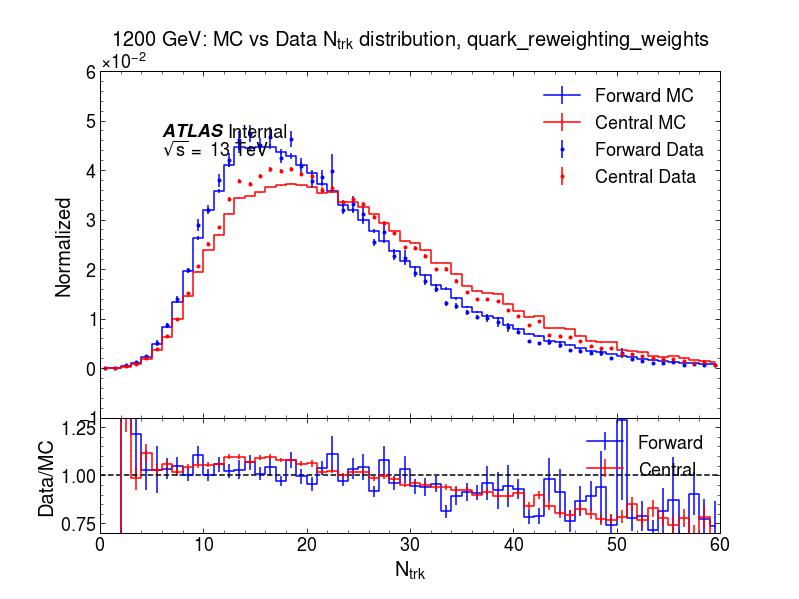 1200 GeV: MC vs Data N_trk distribution, quark_reweighting_weights
×10⁻²
6
5
4
3
2
1
0
−1
Normalized
ATLAS Internal
√s = 13 TeV
Forward MC
Central MC
Forward Data
Central Data
1.25
1.00
0.75
Data/MC
Forward
Central
0 10 20 30 40 50 60
N_trk